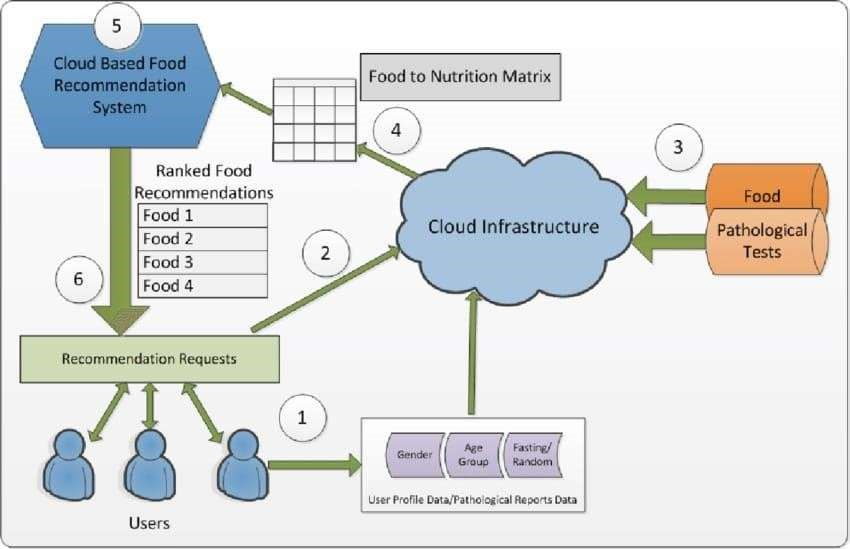 5
Cloud Based Food
Recommendation
System
Food to Nutrition Matrix
4
3
Ranked Food
Recommendations
Food 1
Food 2
Food 3
Food 4
Food
Pathological
Tests
Cloud Infrastructure
2
6
Recommendation Requests
1
Gender
Age
Group
Fasting/
Random
User Profile Data/Pathological Reports Data
Users